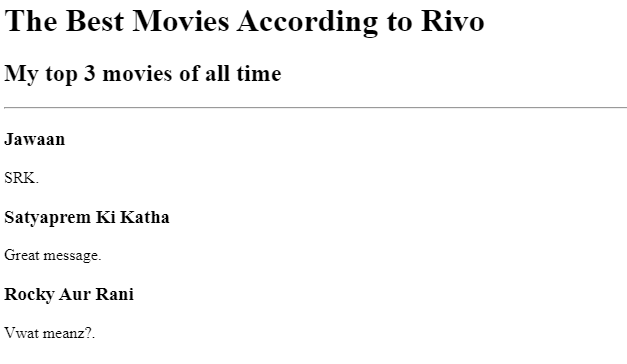 The Best Movies According to Rivo
My top 3 movies of all time
Jawaan
SRK.
Satyaprem Ki Katha
Great message.
Rocky Aur Rani
Vwat meanz?.